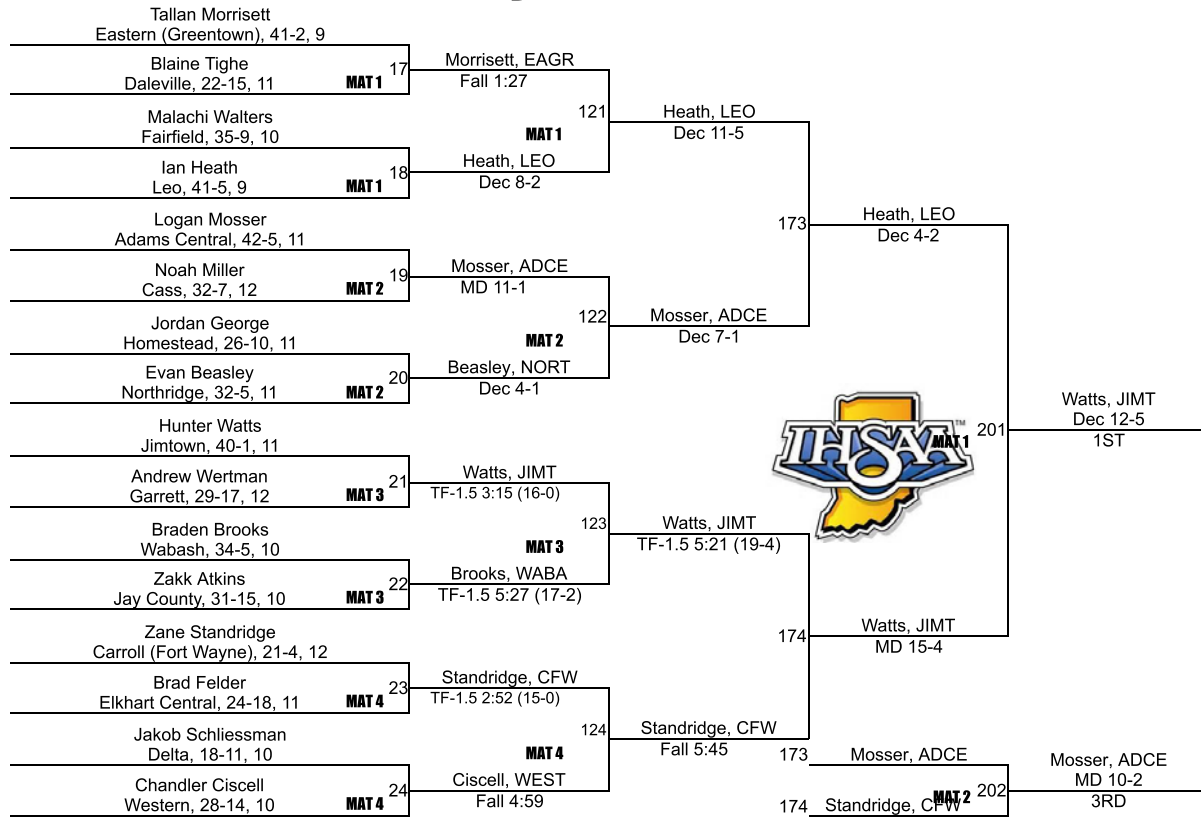 Tallan Morrisett
Eastern (Greentown), 41-2, 9
Blaine Tighe
Daleville, 22-15, 11
MAT 1
17
Malachi Walters
Fairfield, 35-9, 10
Ian Heath
Leo, 41-5, 9
MAT 1
18
Logan Mosser
Adams Central, 42-5, 11
Noah Miller
Cass, 32-7, 12
MAT 2
19
Jordan George
Homestead, 26-10, 11
Evan Beasley
Northridge, 32-5, 11
MAT 2
20
Hunter Watts
Jimtown, 40-1, 11
Andrew Wertman
Garrett, 29-17, 12
MAT 3
21
Braden Brooks
Wabash, 34-5, 10
Zakk Atkins
Jay County, 31-15, 10
MAT 3
22
Zane Standridge
Carroll (Fort Wayne), 21-4, 12
Brad Felder
Elkhart Central, 24-18, 11
MAT 4
23
Jakob Schliessman
Delta, 18-11, 10
Chandler Ciscell
Western, 28-14, 10
MAT 4
24
Morrisett, EAGR
Fall 1:27
121
MAT 1
Heath, LEO
Dec 8-2
Mosser, ADCE
MD 11-1
122
MAT 2
Beasley, NORT
Dec 4-1
Watts, JIMT
TF-1.5 3:15 (16-0)
123
MAT 3
Brooks, WABA
TF-1.5 5:27 (17-2)
Standridge, CFW
TF-1.5 2:52 (15-0)
124
MAT 4
Ciscell, WEST
Fall 4:59
Heath, LEO
Dec 11-5
173
Mosser, ADCE
Dec 7-1
Watts, JIMT
TF-1.5 5:21 (19-4)
174
Standridge, CFW
Fall 5:45
Heath, LEO
Dec 4-2
IHSAA
TM
MAT 1
201
Watts, JIMT
MD 15-4
Watts, JIMT
Dec 12-5
1ST
173
Mosser, ADCE
MAT 2
202
174
Standridge, CFW
Mosser, ADCE
MD 10-2
3RD